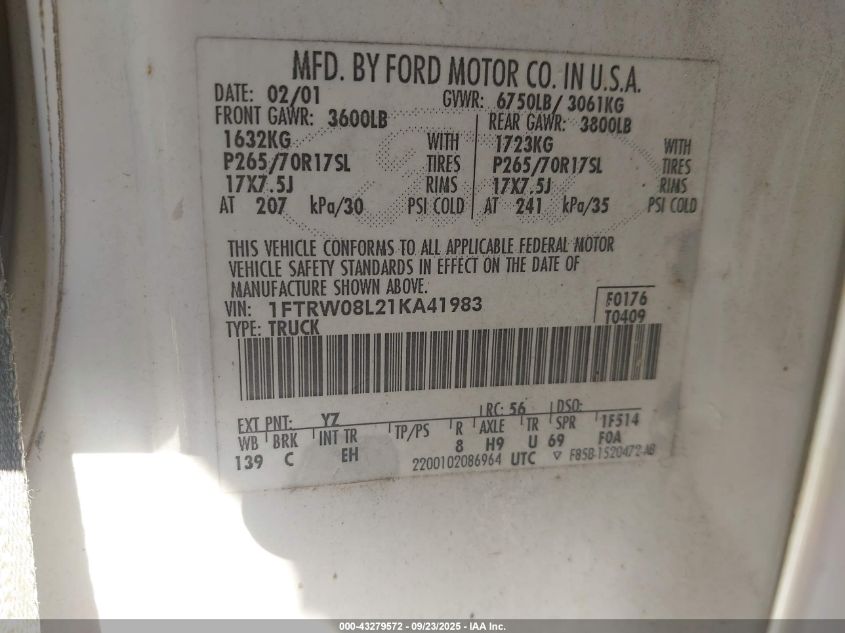 MFD. BY FORD MOTOR CO. IN U.S.A.
DATE: 02/01 GVWR: 6750LB/ 3061KG
FRONT GAWR: 3600LB REAR GAWR: 3800LB
1632KG WITH 1723KG WITH
P265/70R17SL TIRES P265/70R17SL TIRES
17X7.5J RIMS 17X7.5J RIMS
AT 207 kPa/30 PSI COLD AT 241 kPa/35 PSI COLD
THIS VEHICLE CONFORMS TO ALL APPLICABLE FEDERAL MOTOR
VEHICLE SAFETY STANDARDS IN EFFECT ON THE DATE OF
MANUFACTURE SHOWN ABOVE.
VIN: 1FTRW08L21KA41983 F0176
TYPE: TRUCK T0409
EXT PNT: YZ RC: 56 DSO:
WB BRK INT TR TP/PS R AXLE TR SPR 1F514
139 C EH 8 H9 U 69 F0A
2200102086964 UTC ▽ F85B-1520472-AB
000-43279572 - 09/23/2025 - IAA Inc.